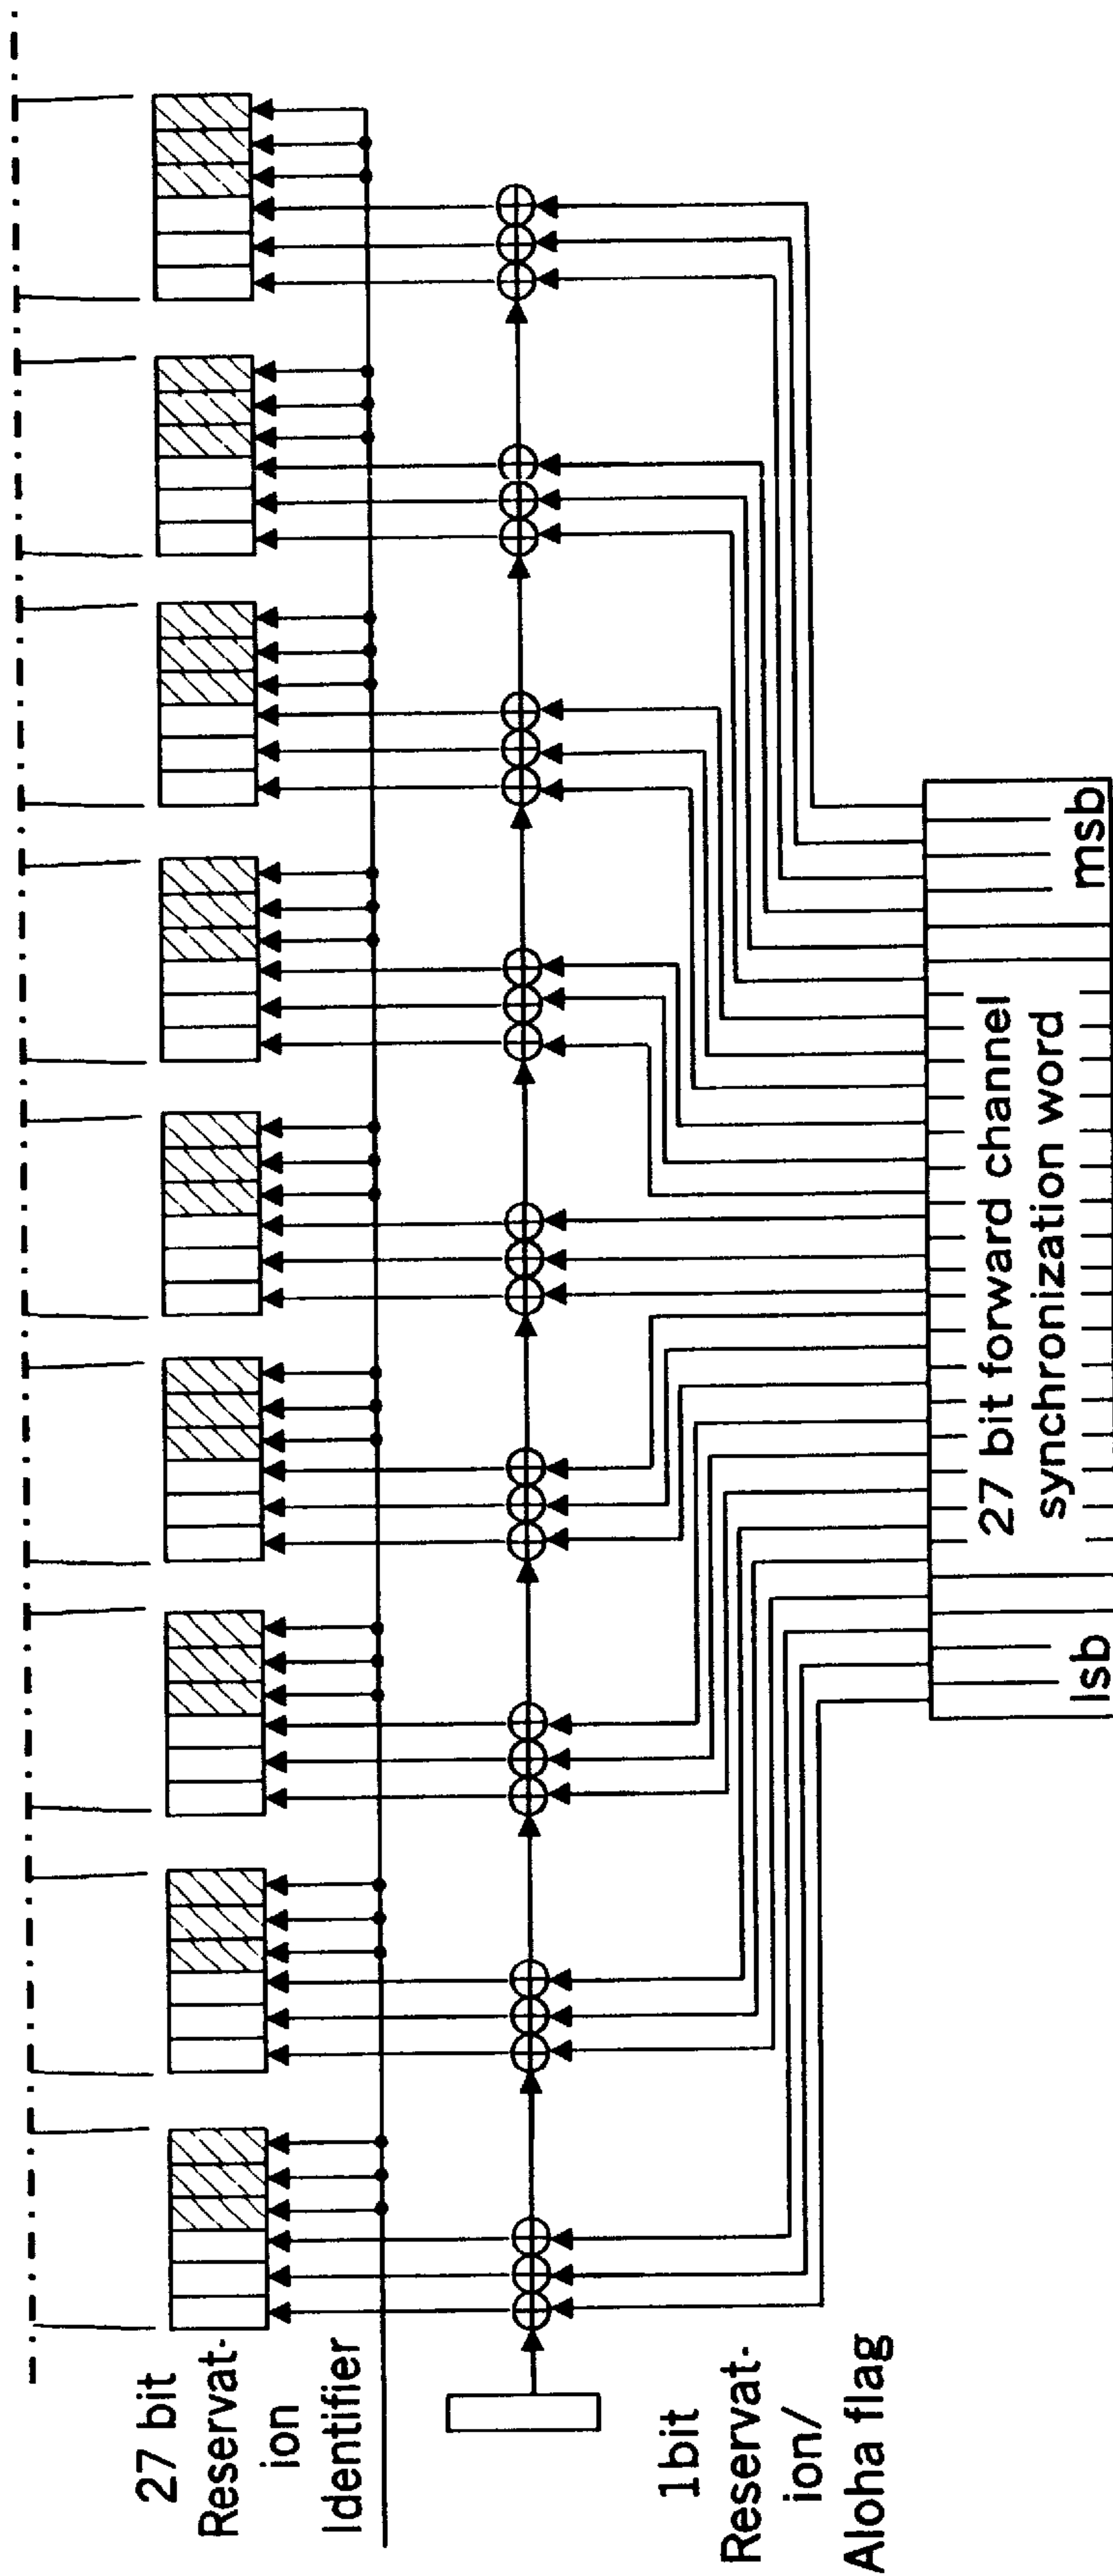 27 bit
Reservat-
ion
Identifier
1bit
Reservat-
ion/
Aloha flag
lsb
27 bit forward channel
synchronization word
msb